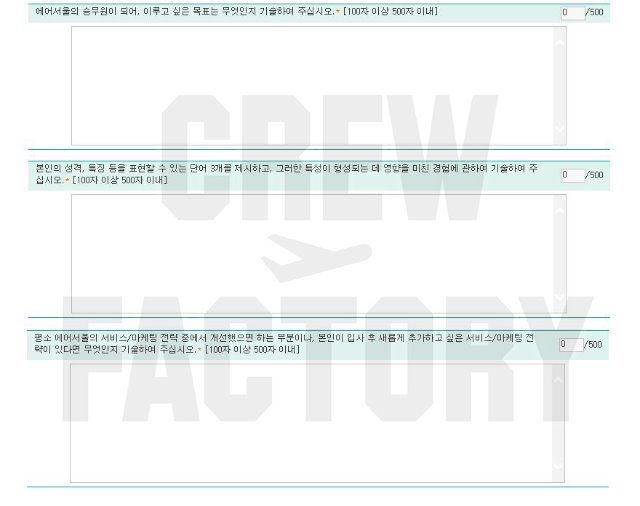 에어서울의 승무원이 되어, 이루고 싶은 목표는 무엇인지 기술하여 주십시오.* [100자 이상 500자 이내]
0 /500
본인의 성격, 특징 등을 표현할 수 있는 단어 3개를 제시하고, 그러한 특성이 형성되는 데 영향을 미친 경험에 관하여 기술하여 주
십시오.* [100자 이상 500자 이내]
0 /500
CREW
FACTORY
평소 에어서울의 서비스/마케팅 전략 중에서 개선했으면 하는 부분이나, 본인이 입사 후 새롭게 추가하고 싶은 서비스/마케팅 전
략이 있다면 무엇인지 기술하여 주십시오.* [100자 이상 500자 이내]
0 /500